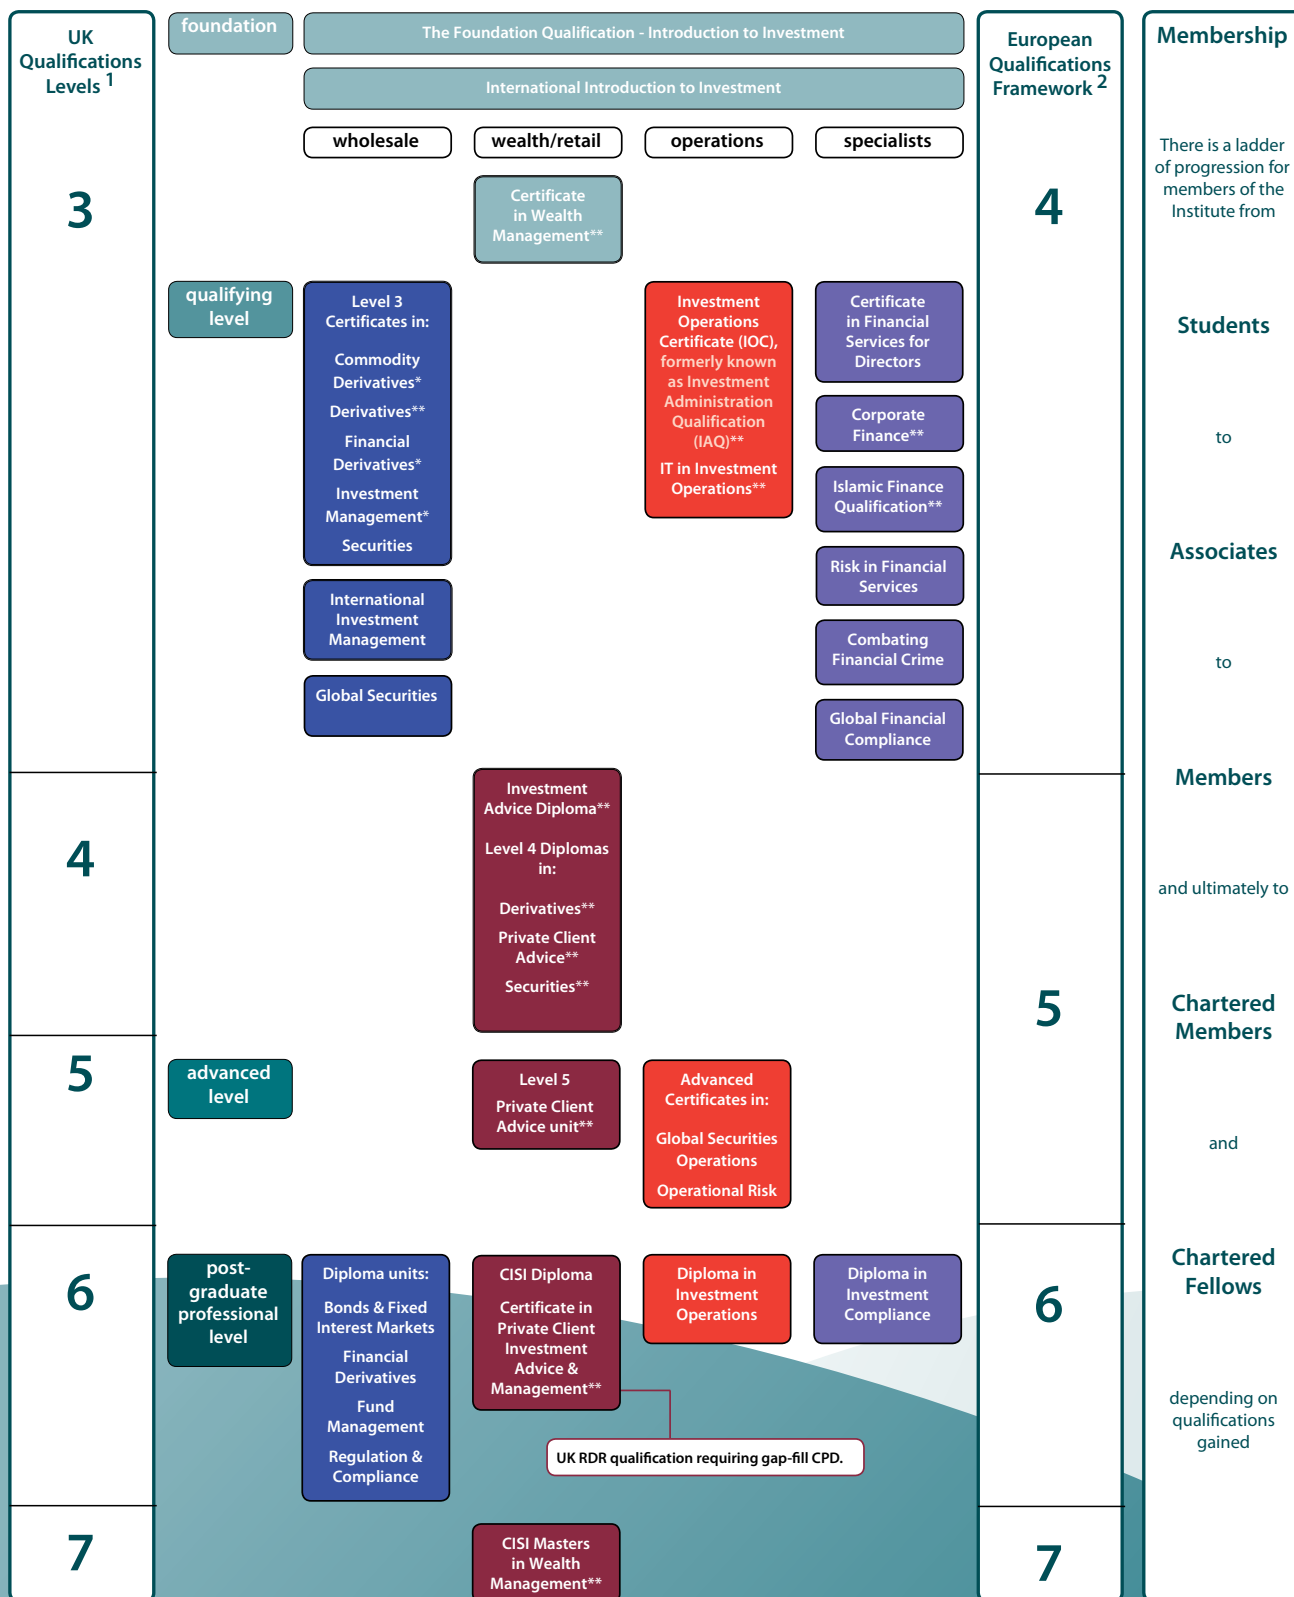 UK
Qualifications
Levels 1
3
4
5
6
7
foundation
The Foundation Qualification - Introduction to Investment
International Introduction to Investment
wholesale
wealth/retail
operations
specialists
Certificate
in Wealth
Management**
qualifying
level
Level 3
Certificates in:
Commodity
Derivatives*
Derivatives**
Financial
Derivatives*
Investment
Management*
Securities
International
Investment
Management
Global Securities
Investment
Operations
Certificate (IOC),
formerly known
as Investment
Administration
Qualification
(IAQ)**
IT in Investment
Operations**
Certificate
in Financial
Services for
Directors
Corporate
Finance**
Islamic Finance
Qualification**
Risk in Financial
Services
Combating
Financial Crime
Global Financial
Compliance
Investment
Advice Diploma**
Level 4 Diplomas
in:
Derivatives**
Private Client
Advice**
Securities**
advanced
level
Level 5
Private Client
Advice unit**
Advanced
Certificates in:
Global Securities
Operations
Operational Risk
post-
graduate
professional
level
Diploma units:
Bonds & Fixed
Interest Markets
Financial
Derivatives
Fund
Management
Regulation &
Compliance
CISI Diploma
Certificate in
Private Client
Investment
Advice &
Management**
Diploma in
Investment
Operations
Diploma in
Investment
Compliance
UK RDR qualification requiring gap-fill CPD.
CISI Masters
in Wealth
Management**
European
Qualifications
Framework 2
4
5
6
7
Membership
There is a ladder
of progression for
members of the
Institute from
Students
to
Associates
to
Members
and ultimately to
Chartered
Members
and
Chartered
Fellows
depending on
qualifications
gained